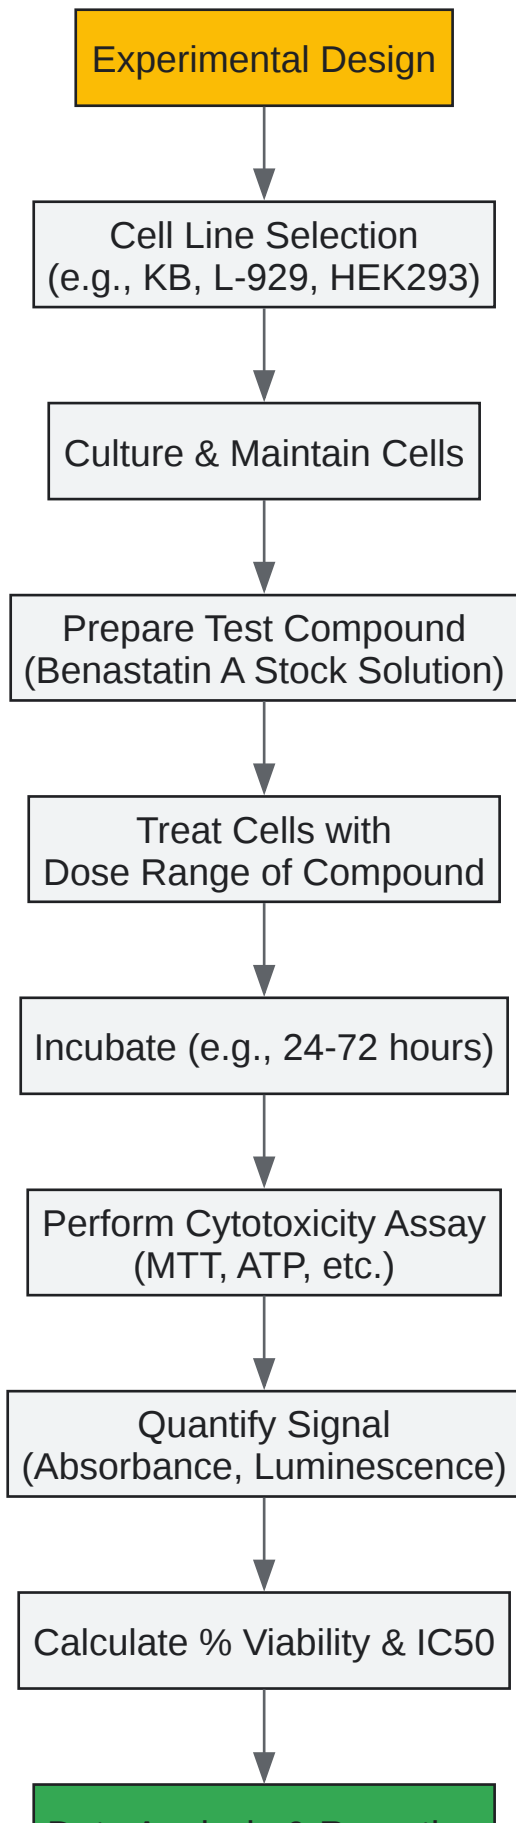 Experimental Design
Cell Line Selection
(e.g., KB, L-929, HEK293)
Culture & Maintain Cells
Prepare Test Compound
(Benastatin A Stock Solution)
Treat Cells with
Dose Range of Compound
Incubate (e.g., 24-72 hours)
Perform Cytotoxicity Assay
(MTT, ATP, etc.)
Quantify Signal
(Absorbance, Luminescence)
Calculate % Viability & IC50